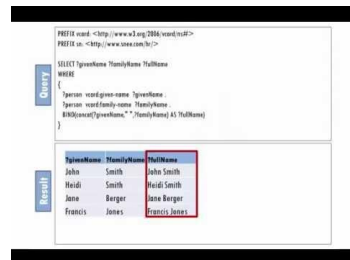 PREFIX vcard: <http://www.w3.org/2006/vcard/ns#>
PREFIX sn: <http://www.snee.com/hr/>
SELECT ?givenName ?familyName ?fullName
WHERE
{
?person vcard:given-name ?givenName .
?person vcard:family-name ?familyName .
BIND(concat(?givenName," ",?familyName) AS ?fullName)
}
Query
?givenName ?familyName ?fullName
John Smith John Smith
Heidi Smith Heidi Smith
Jane Berger Jane Berger
Francis Jones Francis Jones
Result